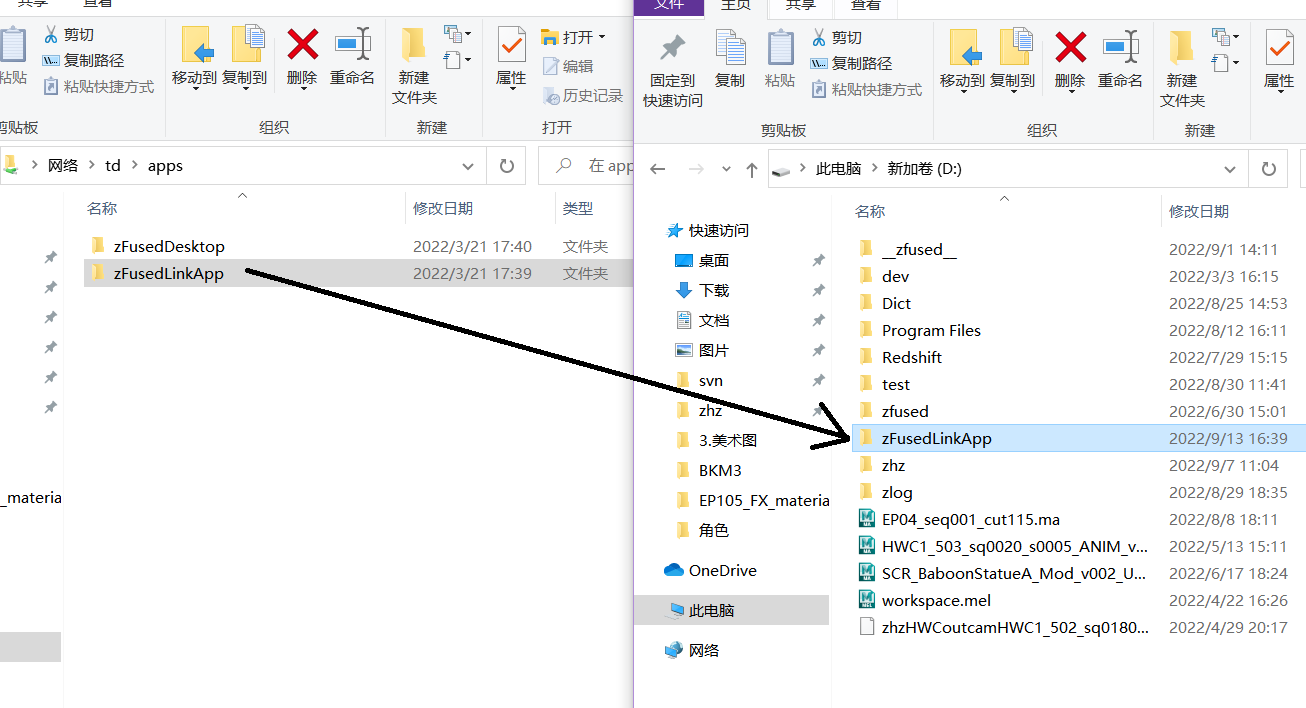 共享 查看
剪切
复制路径
粘贴快捷方式
粘贴
移动到 复制到
删除 重命名
新建
文件夹
属性
打开
编辑
历史记录
剪贴板
组织
新建
打开
网络 td apps
在 app
名称 修改日期 类型
zFusedDesktop 2022/3/21 17:40 文件夹
zFusedLinkApp 2022/3/21 17:39 文件夹
_materia
文件 主页 共享 查看
固定到
快速访问
复制
粘贴
剪切
复制路径
粘贴快捷方式
移动到 复制到
删除 重命名
新建
文件夹
属性
剪贴板
组织
新建
此电脑 新加卷 (D:)
快速访问
桌面
下载
文档
图片
svn
zhz
3.美术图
BKM3
EP105_FX_materia
角色
OneDrive
此电脑
网络
名称 修改日期
__zfused__ 2022/9/1 14:11
dev 2022/3/3 16:15
Dict 2022/8/25 14:53
Program Files 2022/8/12 16:11
Redshift 2022/7/29 15:15
test 2022/8/30 11:41
zfused 2022/6/30 15:01
zFusedLinkApp 2022/9/13 16:39
zhz 2022/9/7 11:04
zlog 2022/8/29 18:35
EP04_seq001_cut115.ma 2022/8/8 18:11
HWC1_503_sq0020_s0005_ANIM_v... 2022/5/13 15:11
SCR_BaboonStatueA_Mod_v002_U... 2022/6/17 18:24
workspace.mel 2022/4/22 16:26
zhzHWCoutcamHWC1_502_sq0180... 2022/4/29 20:17